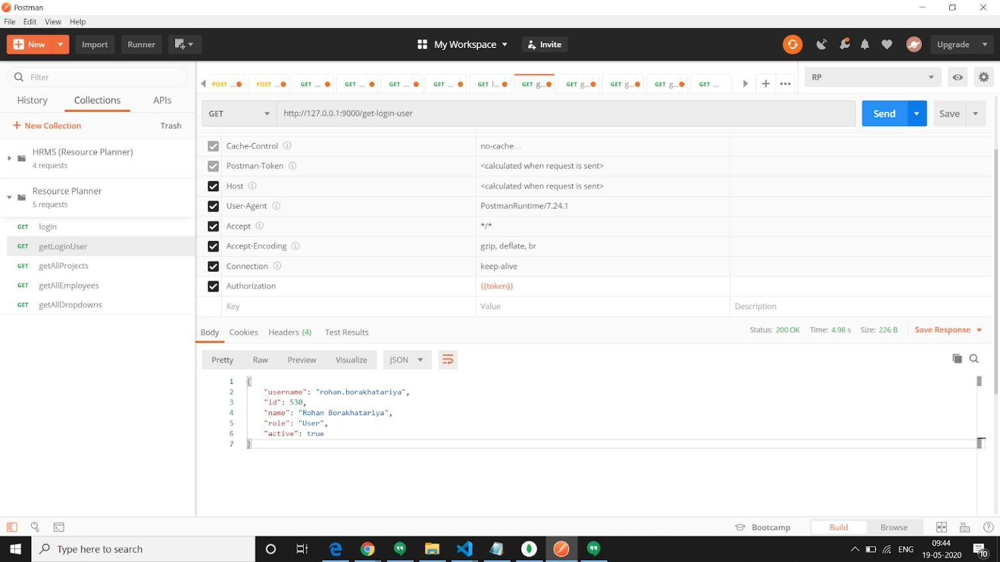 Postman
File Edit View Help
New Import Runner My Workspace Invite Upgrade
Filter
History Collections APIs
+ New Collection Trash
HRMS (Resource Planner)
4 requests
Resource Planner
5 requests
GET login
GET getLoginUser
GET getAllProjects
GET getAllEmployees
GET getAllDropdowns
POST ... POST ... GET ... GET ... GET ... GET ... GET l... GET g... GET g... GET g... GET g... GET ... + ••• RP
GET http://127.0.0.1:9000/get-login-user Send Save
Cache-Control no-cache ...
Postman-Token <calculated when request is sent>
Host <calculated when request is sent>
User-Agent PostmanRuntime/7.24.1
Accept */*
Accept-Encoding gzip, deflate, br
Connection keep-alive
Authorization {{token}}
Key Value Description
Body Cookies Headers (4) Test Results Status: 200 OK Time: 4.98 s Size: 226 B Save Response
Pretty Raw Preview Visualize JSON
1 {
2 "username": "rohan.borakhatariya",
3 "id": 530,
4 "name": "Rohan Borakhatariya",
5 "role": "User",
6 "active": true
7 }
Bootcamp Build Browse
Type here to search ENG 09:44
19-05-2020 10